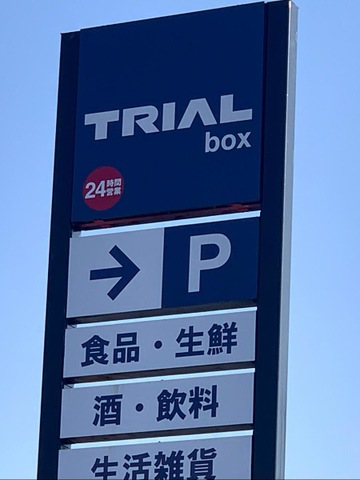 TRIAL
box
24時間
営業
→ P
食品・生鮮
酒・飲料
生活雑貨